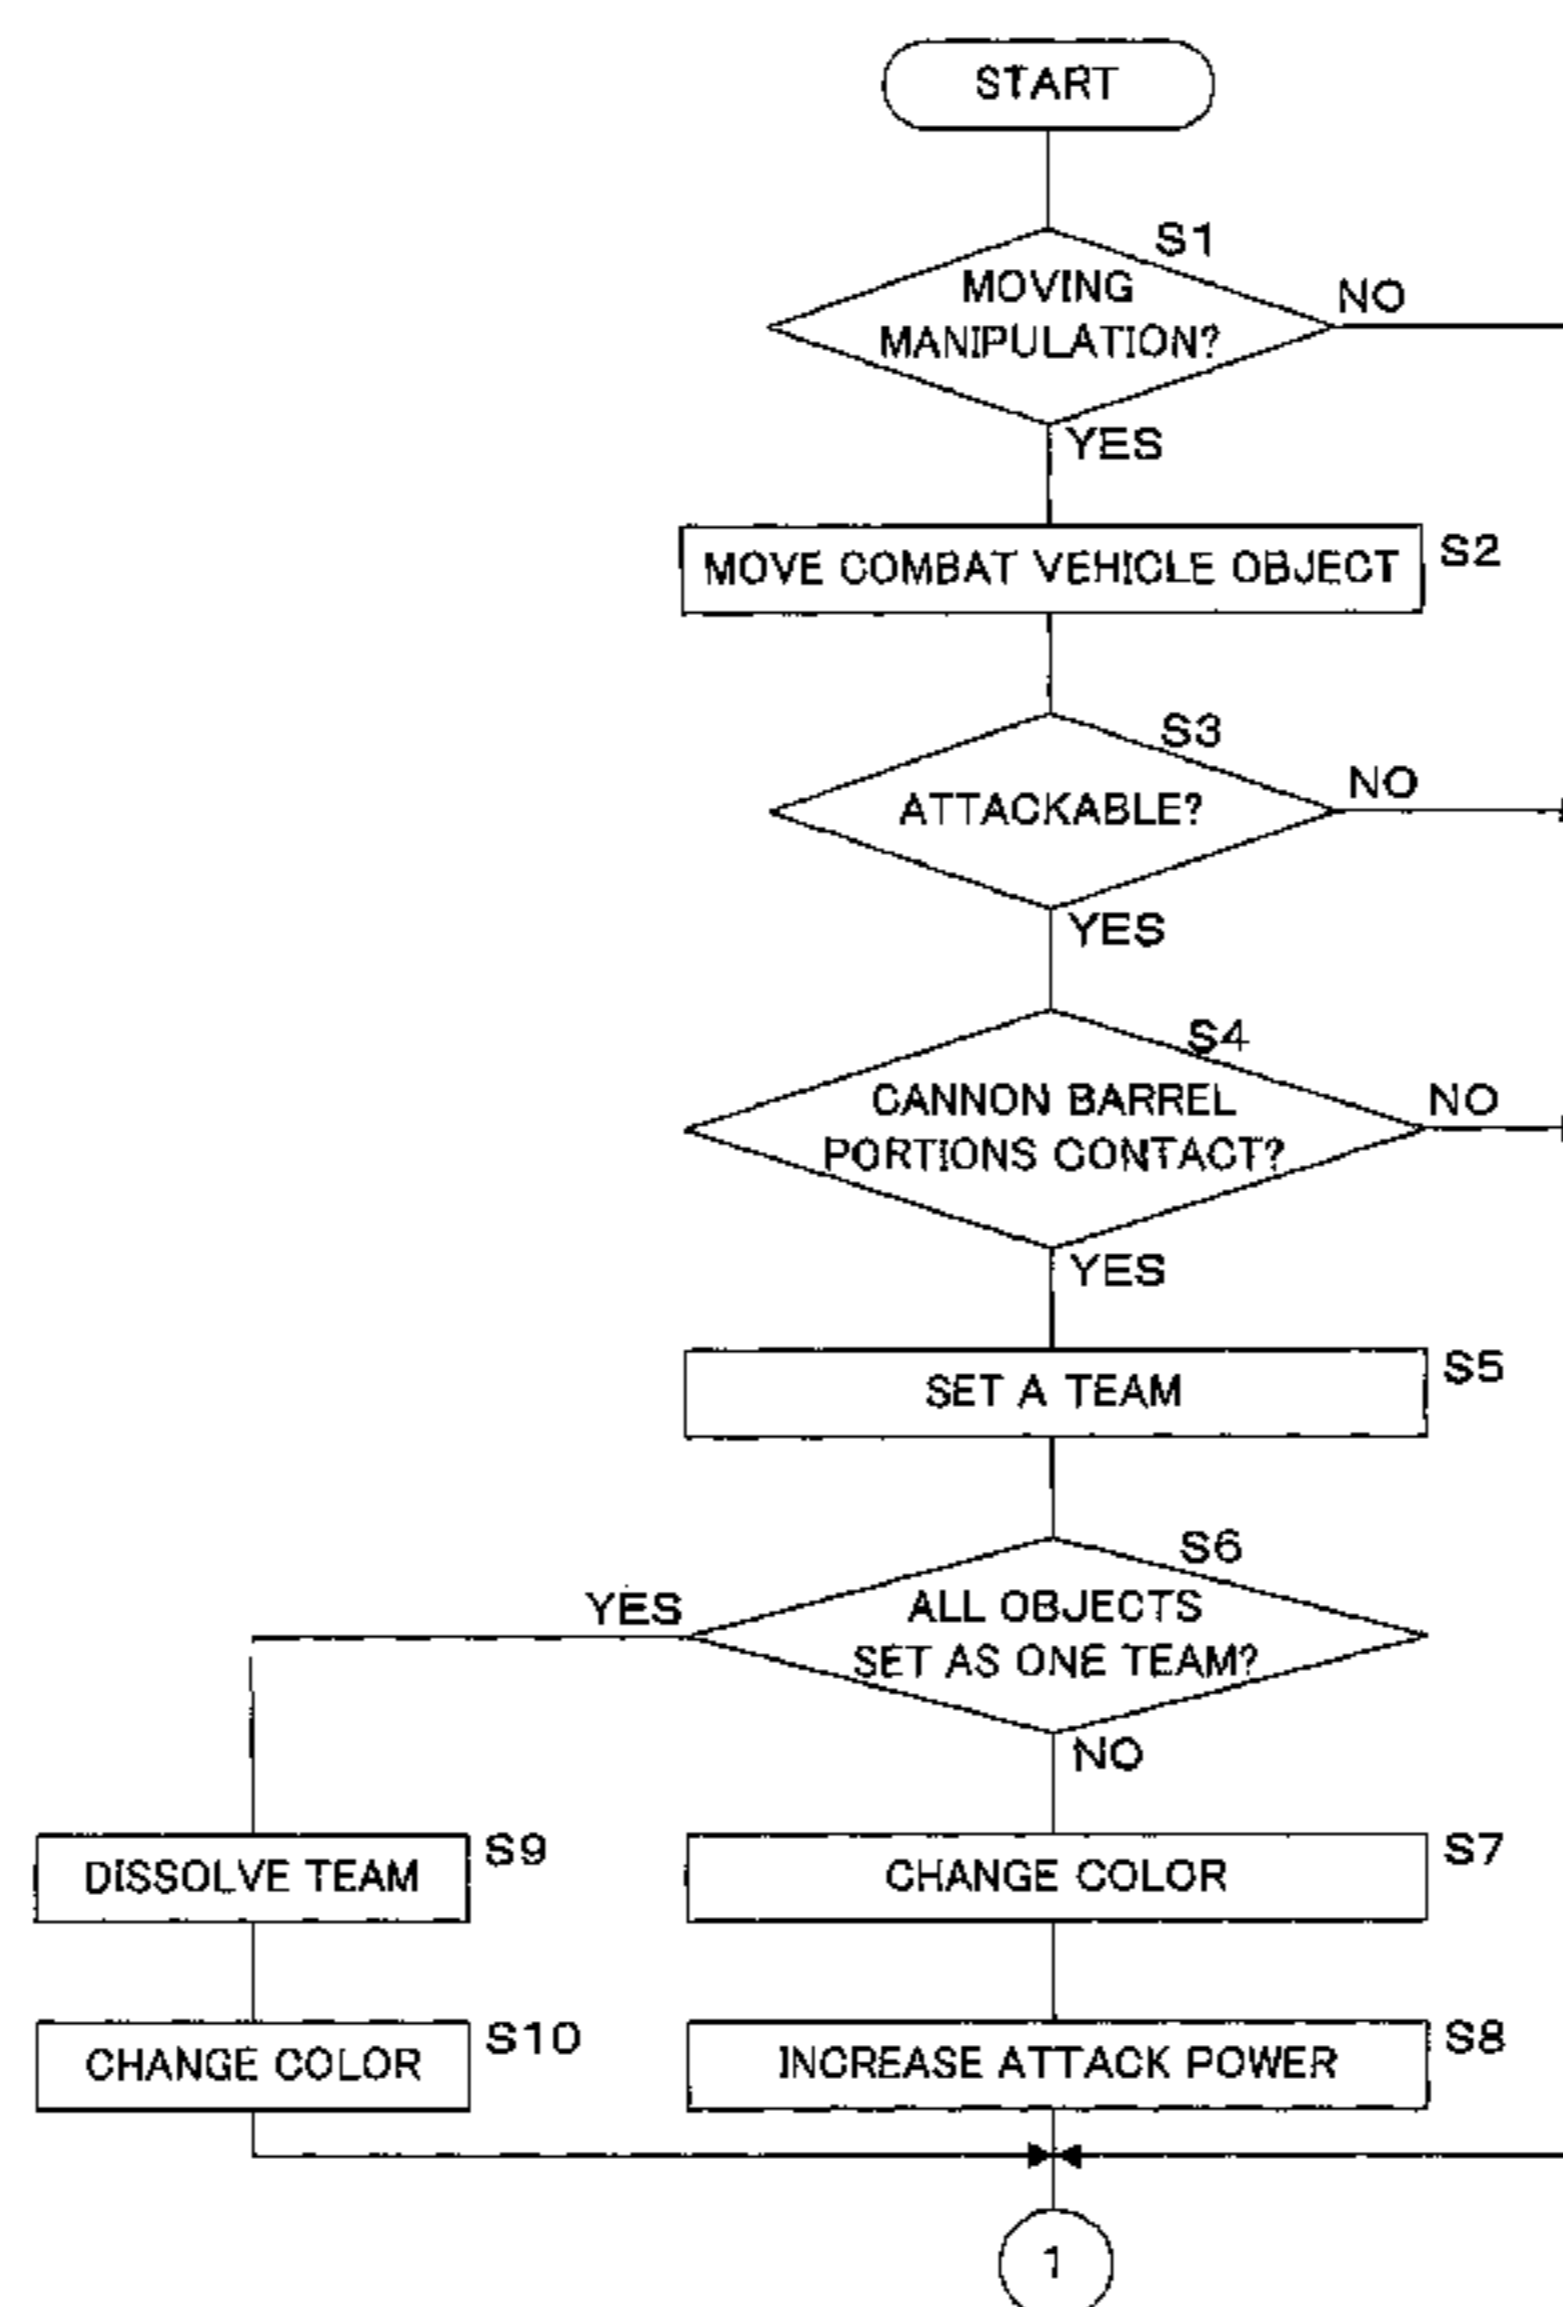 START
S1
MOVING
MANIPULATION?
NO
YES
MOVE COMBAT VEHICLE OBJECT
S2
S3
ATTACKABLE?
NO
YES
S4
CANNON BARREL
PORTIONS CONTACT?
NO
YES
SET A TEAM
S5
S6
YES
ALL OBJECTS
SET AS ONE TEAM?
NO
DISSOLVE TEAM
S9
CHANGE COLOR
S7
CHANGE COLOR
S10
INCREASE ATTACK POWER
S8
1